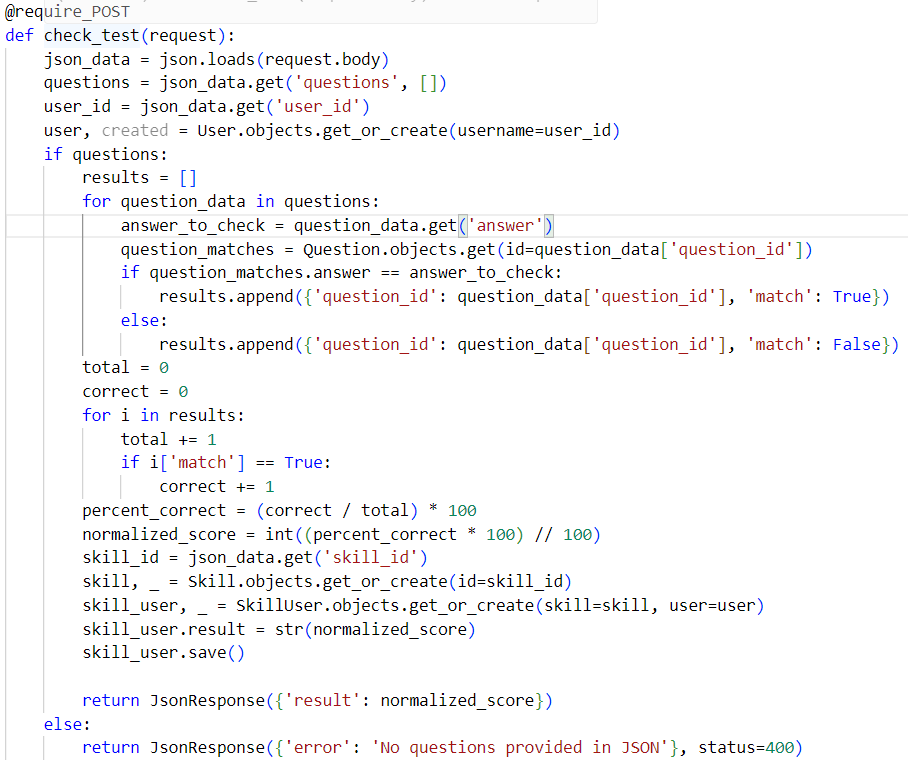 @require_POST
def check_test(request):
    json_data = json.loads(request.body)
    questions = json_data.get('questions', [])
    user_id = json_data.get('user_id')
    user, created = User.objects.get_or_create(username=user_id)
    if questions:
        results = []
        for question_data in questions:
            answer_to_check = question_data.get('answer')
            question_matches = Question.objects.get(id=question_data['question_id'])
            if question_matches.answer == answer_to_check:
                results.append({'question_id': question_data['question_id'], 'match': True})
            else:
                results.append({'question_id': question_data['question_id'], 'match': False})
        total = 0
        correct = 0
        for i in results:
            total += 1
            if i['match'] == True:
                correct += 1
        percent_correct = (correct / total) * 100
        normalized_score = int((percent_correct * 100) // 100)
        skill_id = json_data.get('skill_id')
        skill, _ = Skill.objects.get_or_create(id=skill_id)
        skill_user, _ = SkillUser.objects.get_or_create(skill=skill, user=user)
        skill_user.result = str(normalized_score)
        skill_user.save()

        return JsonResponse({'result': normalized_score})
    else:
        return JsonResponse({'error': 'No questions provided in JSON'}, status=400)